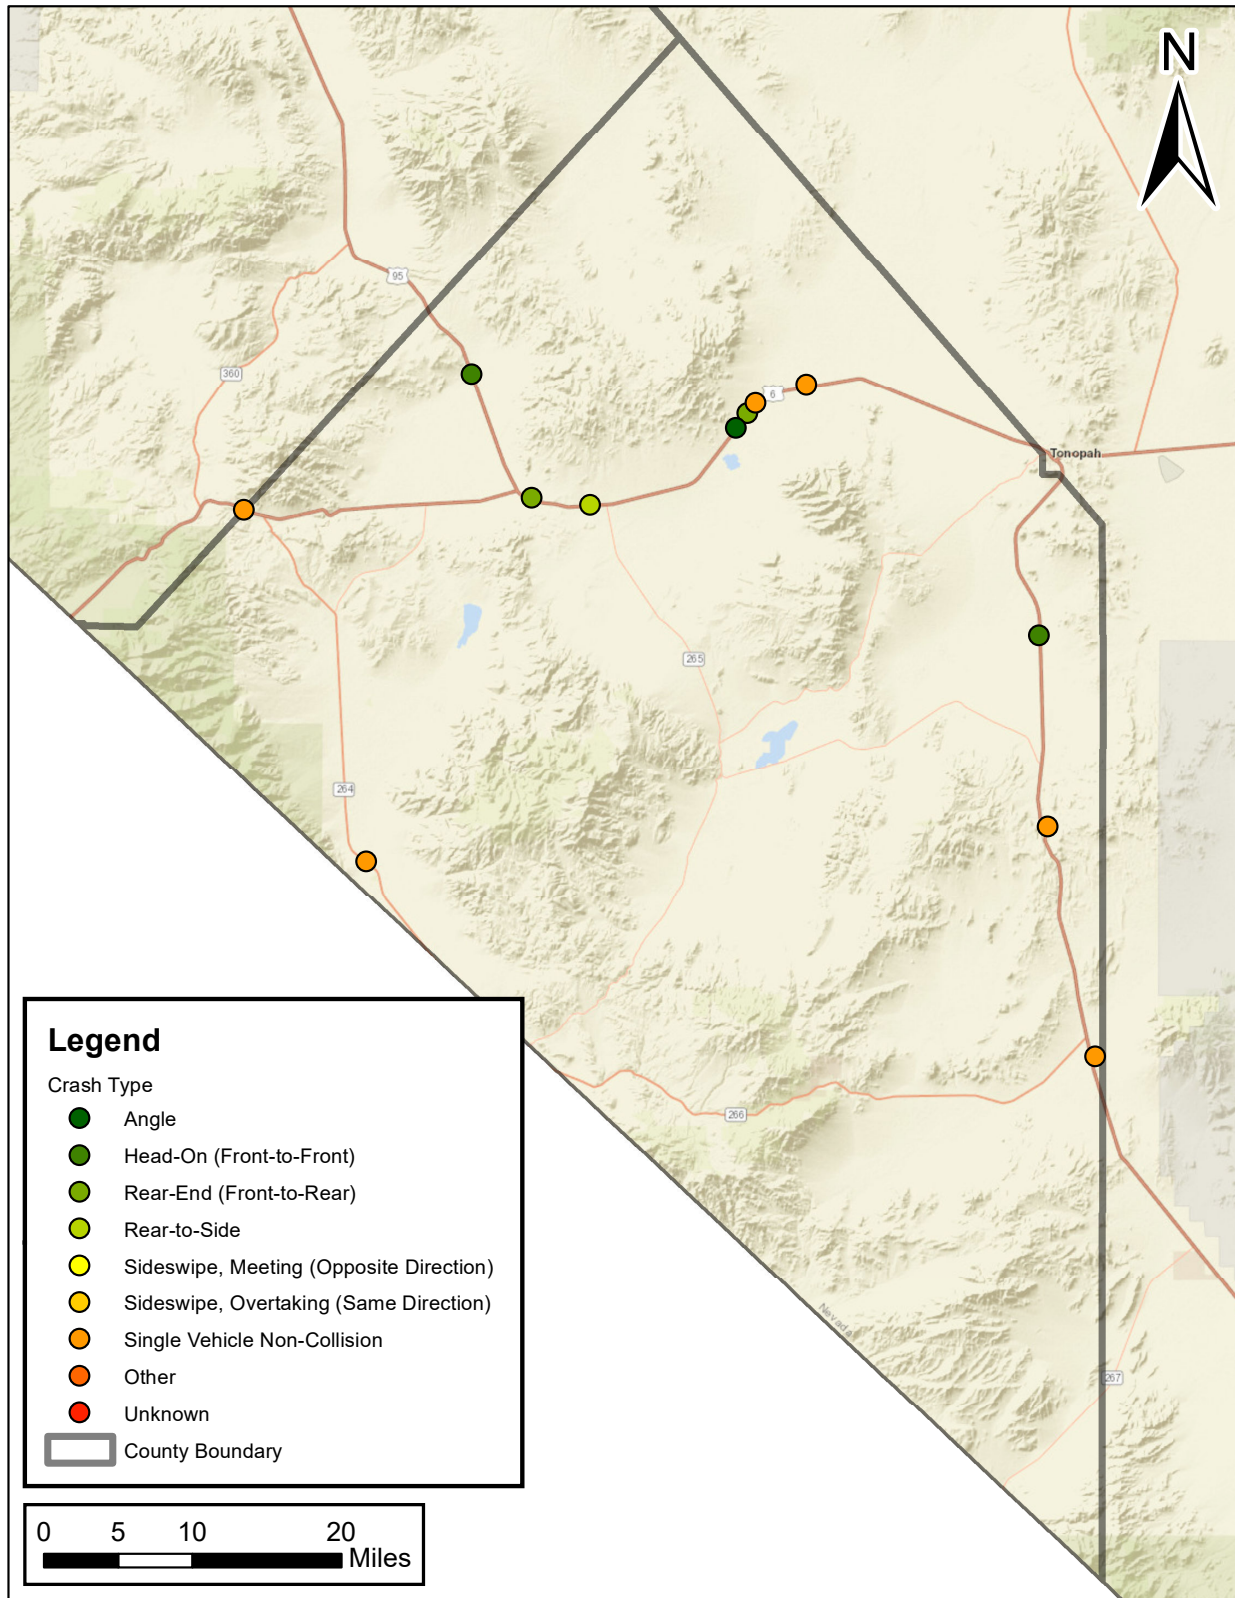 N
95
360
6
Tonopah
265
264
266
Nevada
267
Legend
Crash Type
Angle
Head-On (Front-to-Front)
Rear-End (Front-to-Rear)
Rear-to-Side
Sideswipe, Meeting (Opposite Direction)
Sideswipe, Overtaking (Same Direction)
Single Vehicle Non-Collision
Other
Unknown
County Boundary
0 5 10 20
Miles